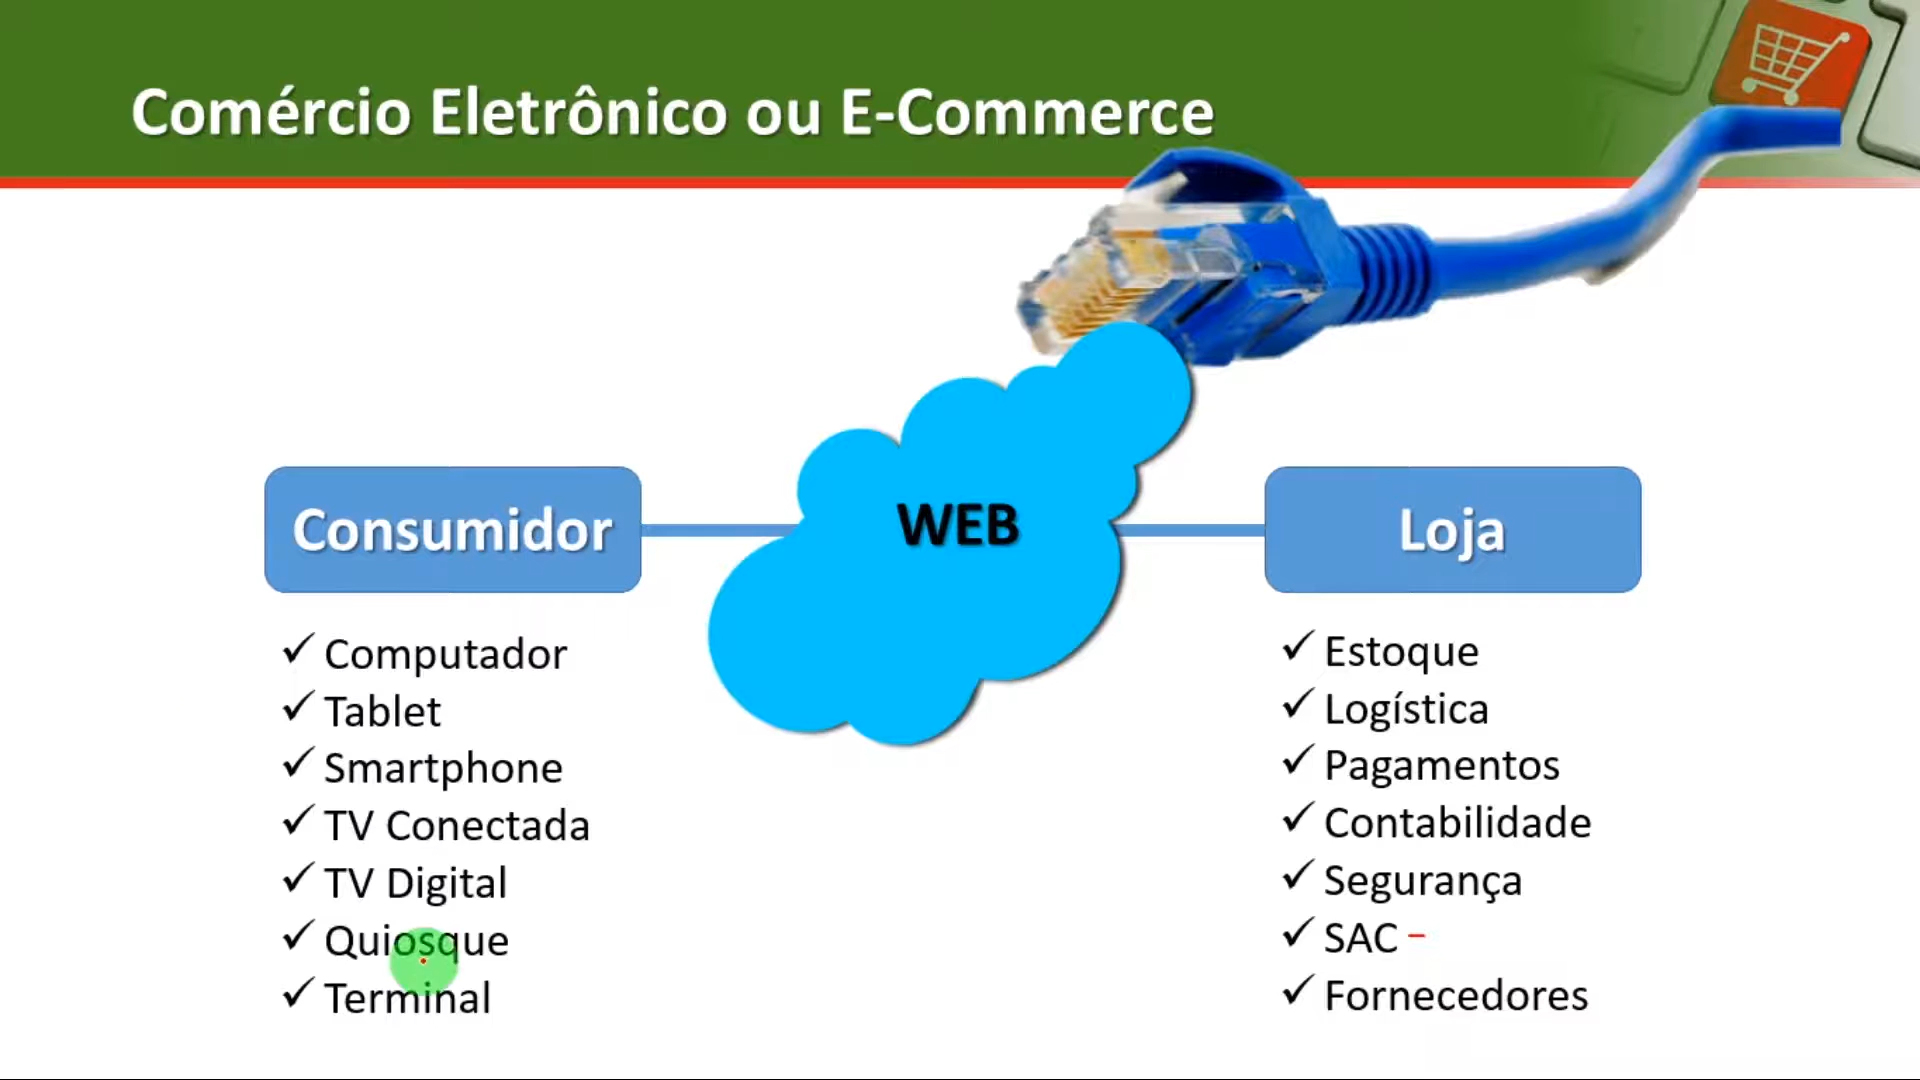 Comércio Eletrônico ou E-Commerce
Consumidor
WEB
Loja
Computador
Tablet
Smartphone
TV Conectada
TV Digital
Quiosque
Terminal
Estoque
Logística
Pagamentos
Contabilidade
Segurança
SAC
Fornecedores